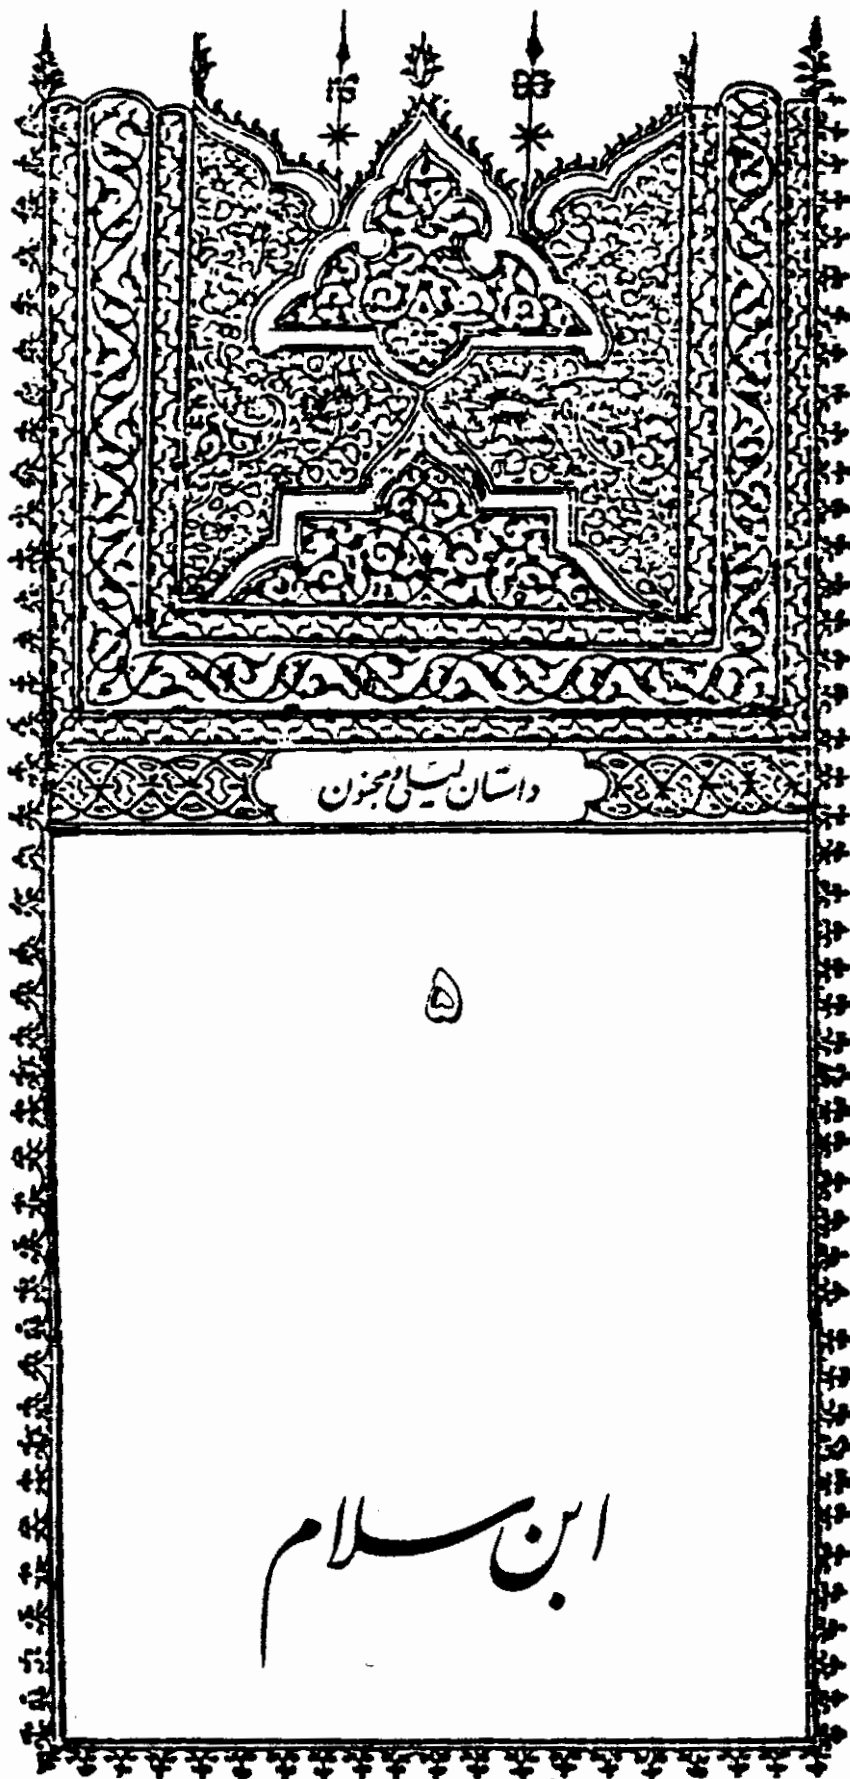 داستان لیلی و مجنون
۵
ابن سلام